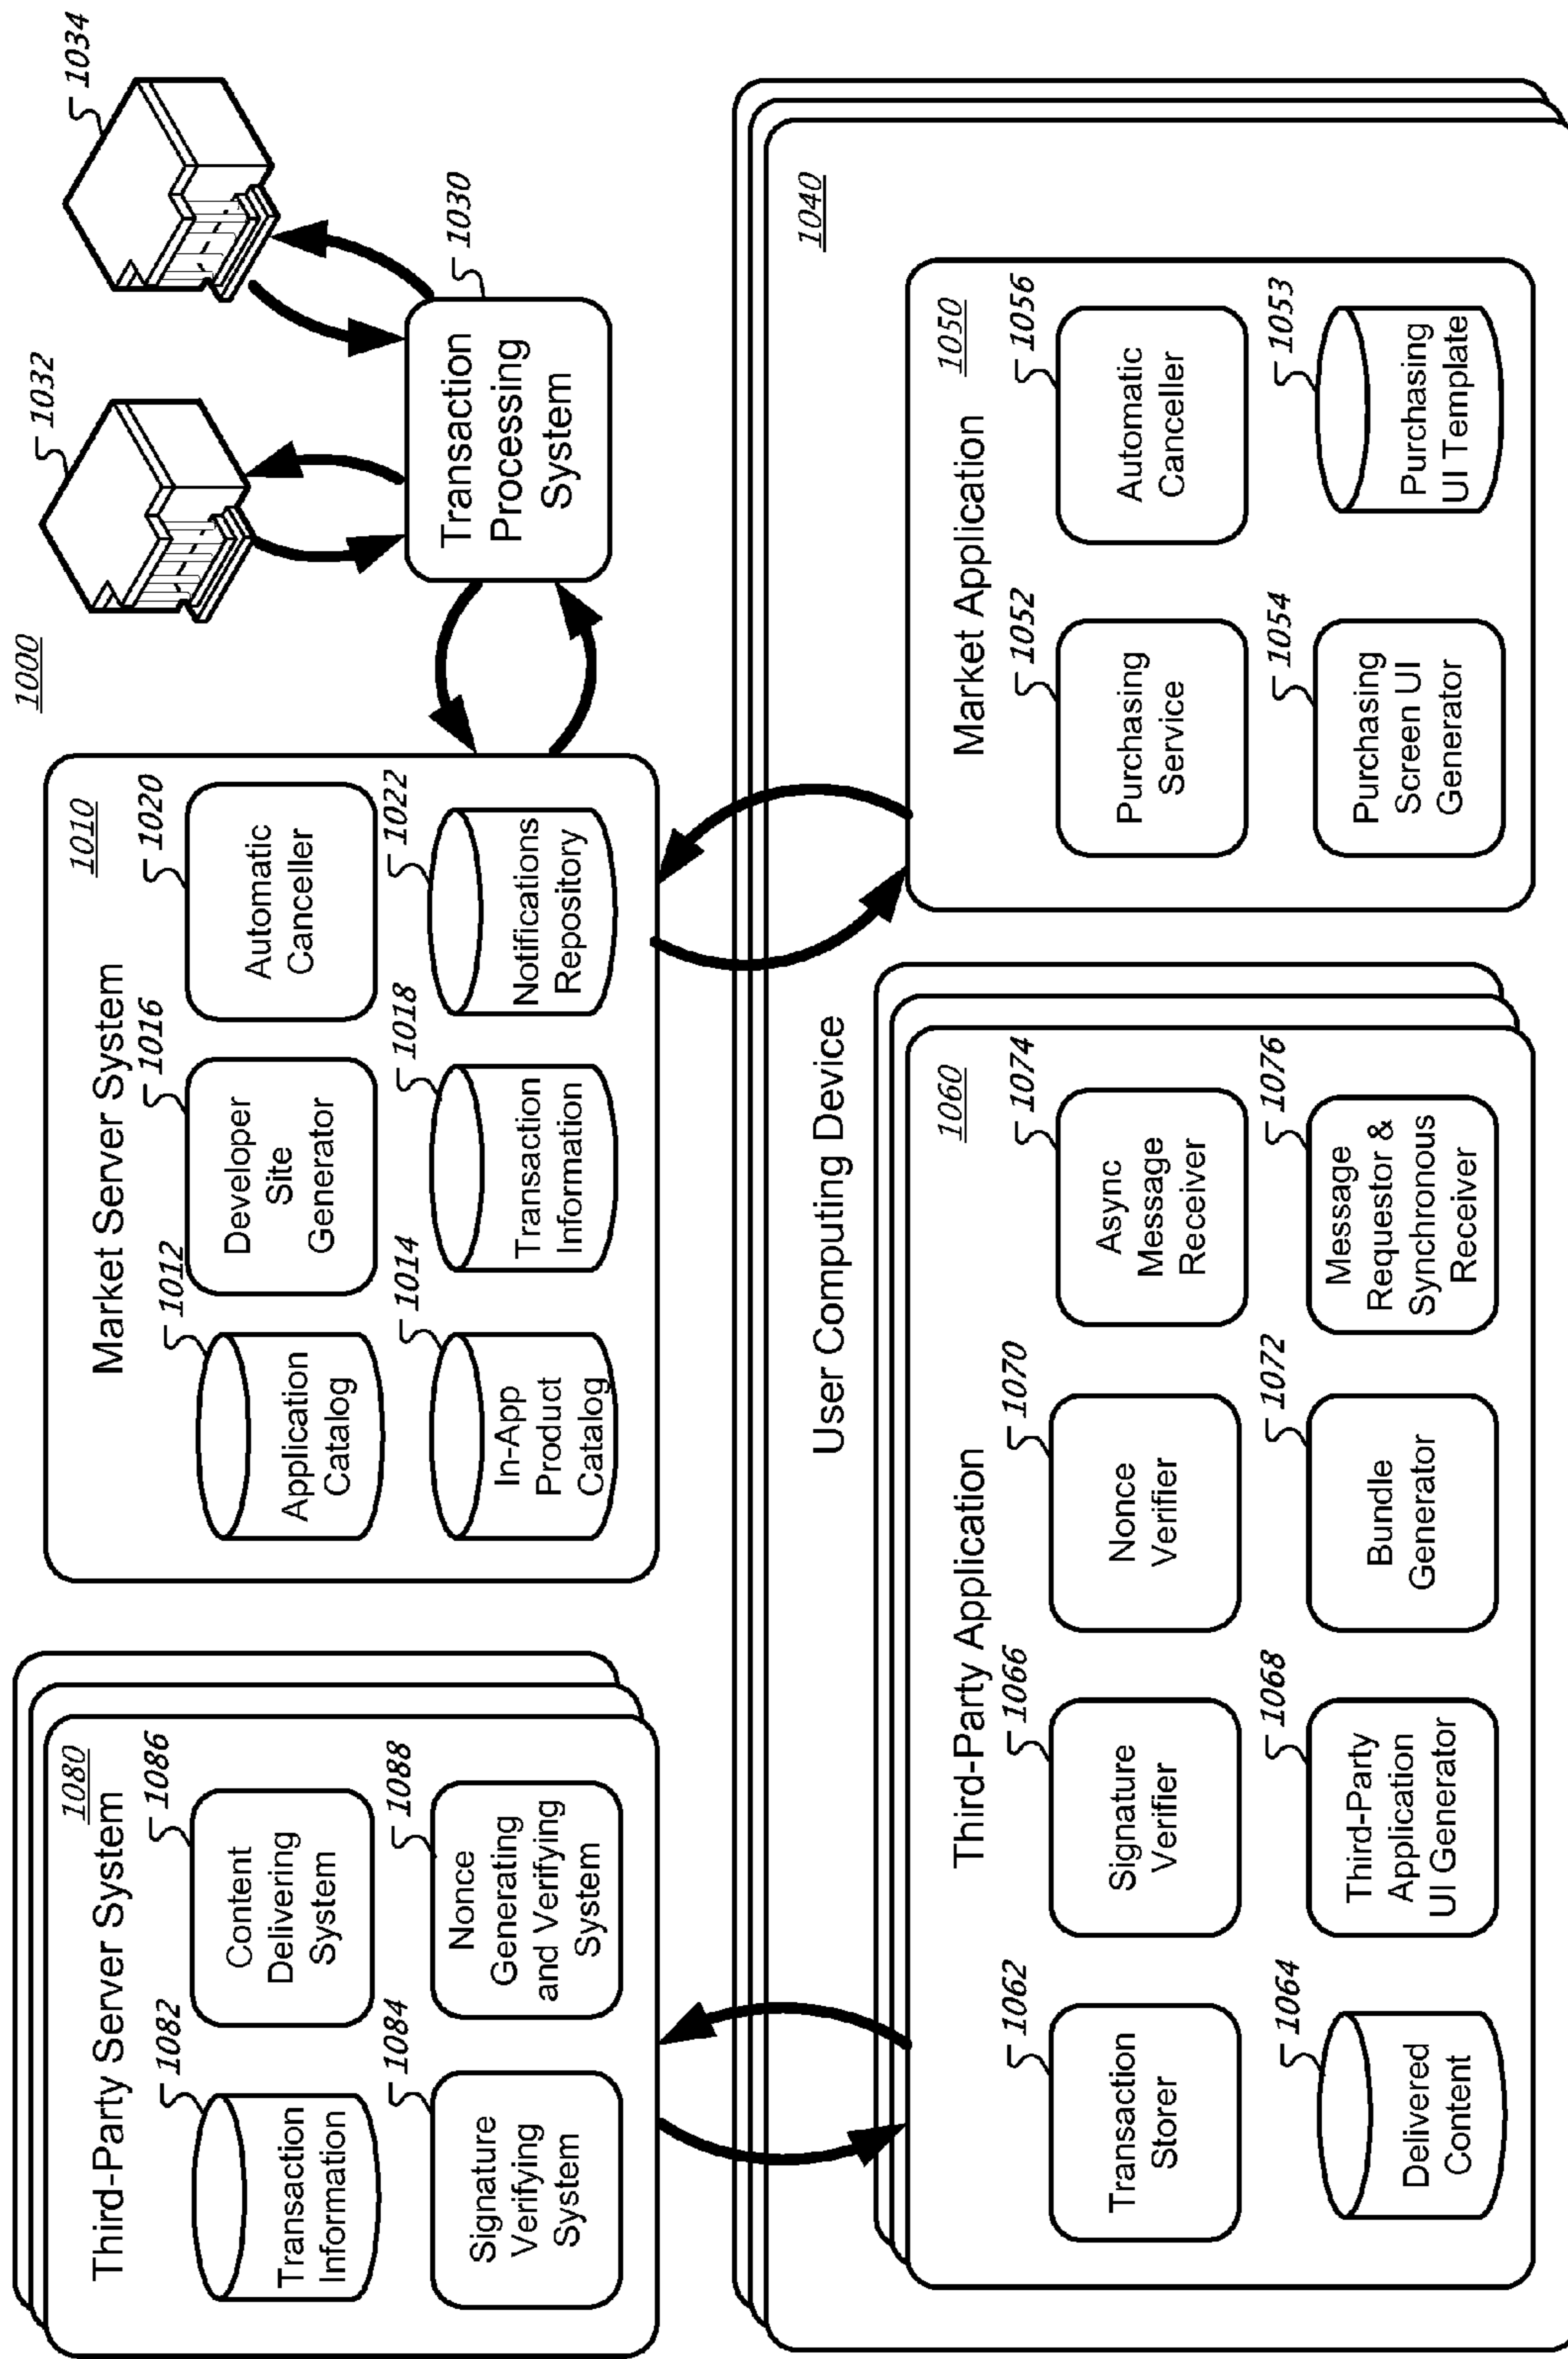 1000
Third-Party Server System
1080
1082
Transaction
Information
1086
Content
Delivering
System
1084
Signature
Verifying
System
1088
Nonce
Generating
and Verifying
System
Market Server System
1010
1012
Application
Catalog
1016
Developer
Site
Generator
1020
Automatic
Canceller
1014
In-App
Product
Catalog
1018
Transaction
Information
1022
Notifications
Repository
1032
1034
1030
Transaction
Processing
System
User Computing Device
1040
Third-Party Application
1060
1062
Transaction
Storer
1066
Signature
Verifier
1070
Nonce
Verifier
1074
Async
Message
Receiver
1064
Delivered
Content
1068
Third-Party
Application
UI Generator
1072
Bundle
Generator
1076
Message
Requestor &
Synchronous
Receiver
Market Application
1050
1052
Purchasing
Service
1056
Automatic
Canceller
1054
Purchasing
Screen UI
Generator
1053
Purchasing
UI Template